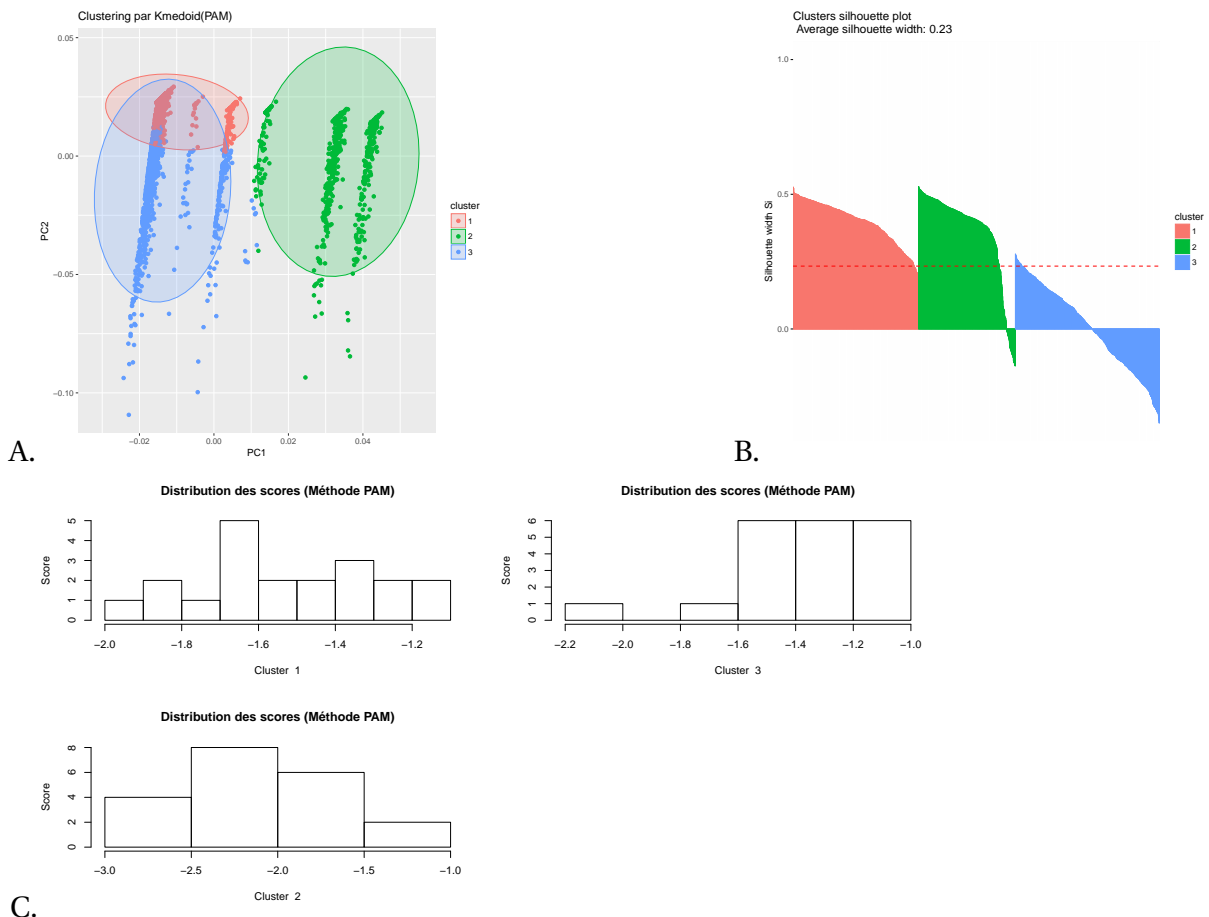 Clustering par Kmedoid(PAM)
0.05
0.00
−0.05
−0.10
PC2
−0.02
0.00
0.02
0.04
PC1
cluster
1
2
3
A.
Clusters silhouette plot
Average silhouette width: 0.23
1.0
0.5
0.0
Silhouette width Si
cluster
1
2
3
B.
Distribution des scores (Méthode PAM)
Score
0 1 2 3 4 5
−2.0 −1.8 −1.6 −1.4 −1.2
Cluster 1
Distribution des scores (Méthode PAM)
Score
0 1 2 3 4 5 6
−2.2 −2.0 −1.8 −1.6 −1.4 −1.2 −1.0
Cluster 3
Distribution des scores (Méthode PAM)
Score
0 2 4 6 8
−3.0 −2.5 −2.0 −1.5 −1.0
Cluster 2
C.